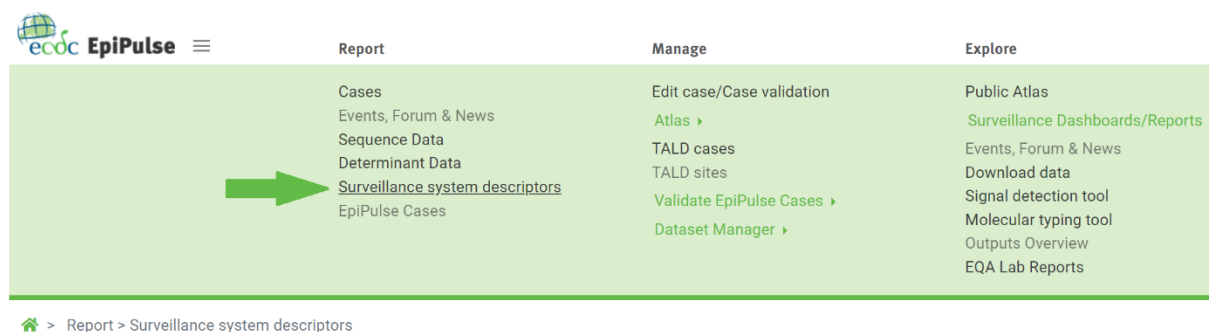 ecdc EpiPulse
Report
Cases
Events, Forum & News
Sequence Data
Determinant Data
Surveillance system descriptors
EpiPulse Cases
Manage
Edit case/Case validation
Atlas
TALD cases
TALD sites
Validate EpiPulse Cases
Dataset Manager
Explore
Public Atlas
Surveillance Dashboards/Reports
Events, Forum & News
Download data
Signal detection tool
Molecular typing tool
Outputs Overview
EQA Lab Reports
> Report > Surveillance system descriptors